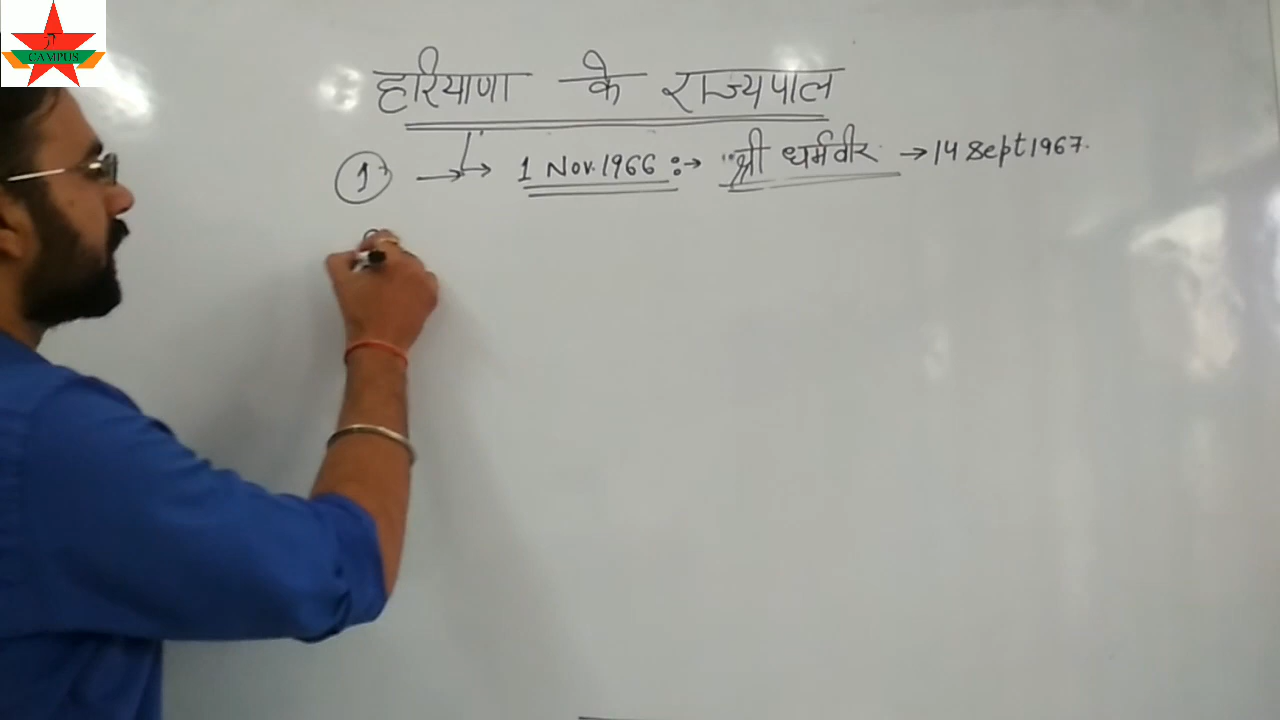 CAMPUS
हरियाणा के राज्यपाल
1 → 1 Nov. 1966 :→ "श्री धर्मवीर → 14 Sept 1967.